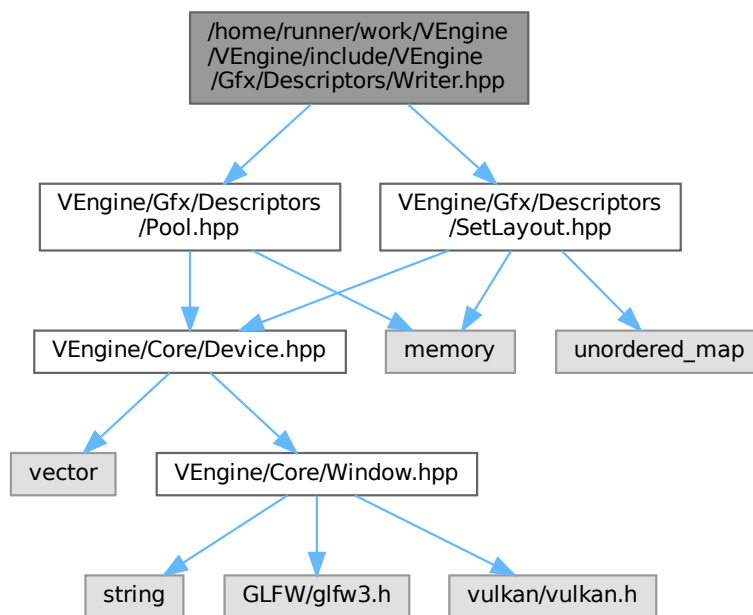 /home/runner/work/VEngine
/VEngine/include/VEngine
/Gfx/Descriptors/Writer.hpp
VEngine/Gfx/Descriptors
/Pool.hpp
VEngine/Gfx/Descriptors
/SetLayout.hpp
VEngine/Core/Device.hpp
memory
unordered_map
vector
VEngine/Core/Window.hpp
string
GLFW/glfw3.h
vulkan/vulkan.h